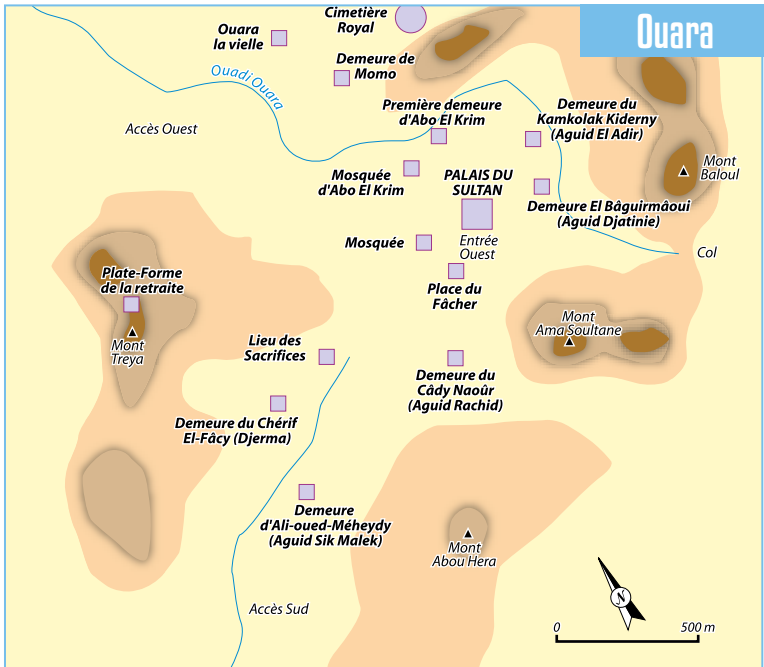 Ouara
Cimetière
Royal
Ouara
la vielle
Demeure de
Momo
Ouadi Ouara
Accès Ouest
Première demeure
d'Abo El Krim
Demeure du
Kamkolak Kiderny
(Aguid El Adir)
Mont
Baloul
Mosquée
d'Abo El Krim
PALAIS DU
SULTAN
Demeure El Bâguirmâoui
(Aguid Djatinie)
Mosquée
Entrée
Ouest
Col
Place du
Fâcher
Plate-Forme
de la retraite
Mont
Treya
Mont
Ama Soultane
Lieu des
Sacrifices
Demeure du
Câdy Naoûr
(Aguid Rachid)
Demeure du Chérif
El-Fâcy (Djerma)
Demeure
d'Ali-oued-Méheydy
(Aguid Sik Malek)
Mont
Abou Hera
Accès Sud
N
0 500 m